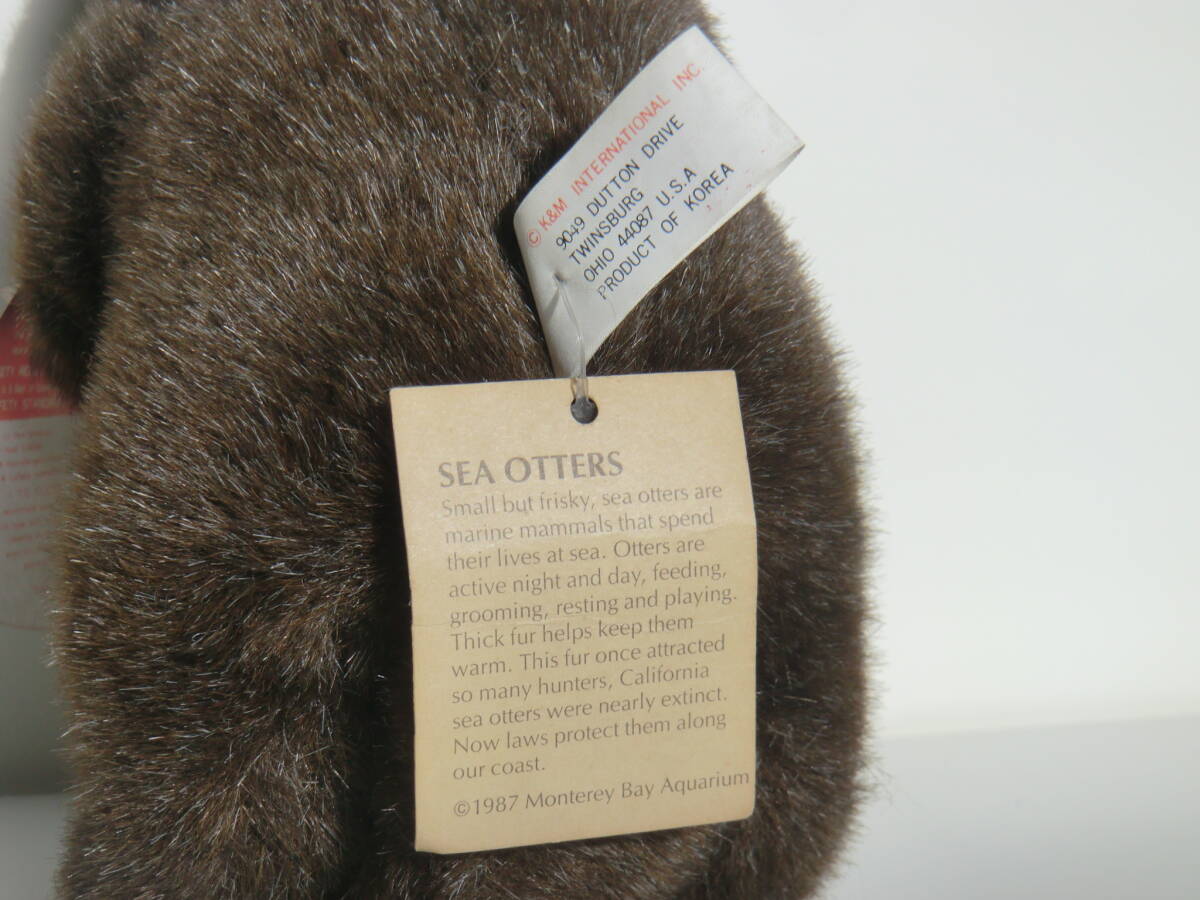 © K&M INTERNATIONAL INC.
9049 DUTTON DRIVE
TWINSBURG
OHIO 44087 U.S.A
PRODUCT OF KOREA
SEA OTTERS
Small but frisky, sea otters are
marine mammals that spend
their lives at sea. Otters are
active night and day, feeding,
grooming, resting and playing.
Thick fur helps keep them
warm. This fur once attracted
so many hunters, California
sea otters were nearly extinct.
Now laws protect them along
our coast.
©1987 Monterey Bay Aquarium